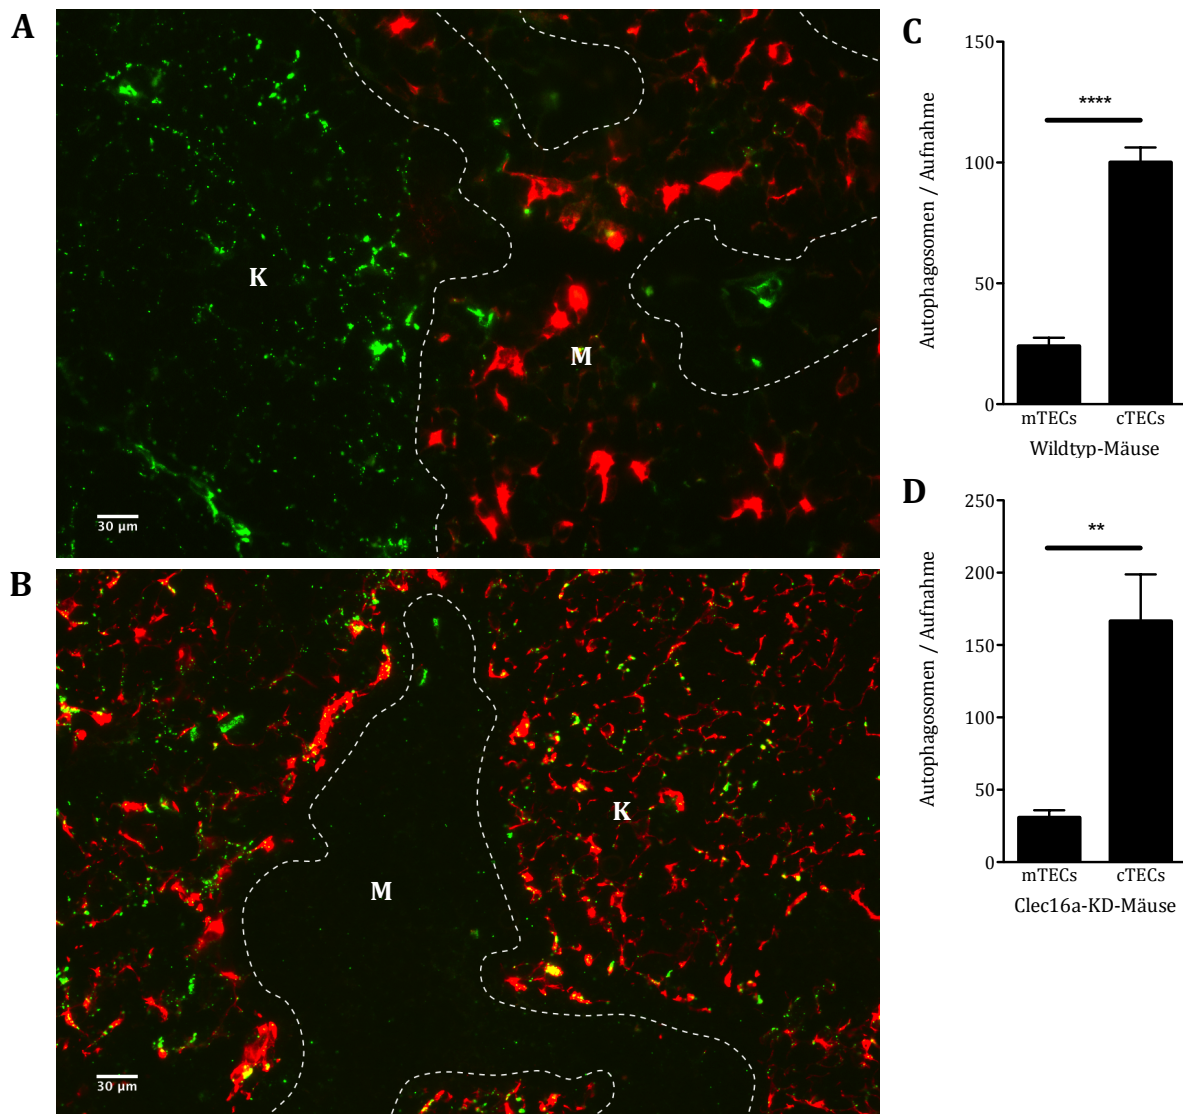 A
K
M
30 µm
B
K
M
30 µm
C
Autophagosomen / Aufnahme
150
100
50
0
****
mTECs cTECs
Wildtyp-Mäuse
D
Autophagosomen / Aufnahme
250
200
150
100
50
0
**
mTECs cTECs
Clec16a-KD-Mäuse